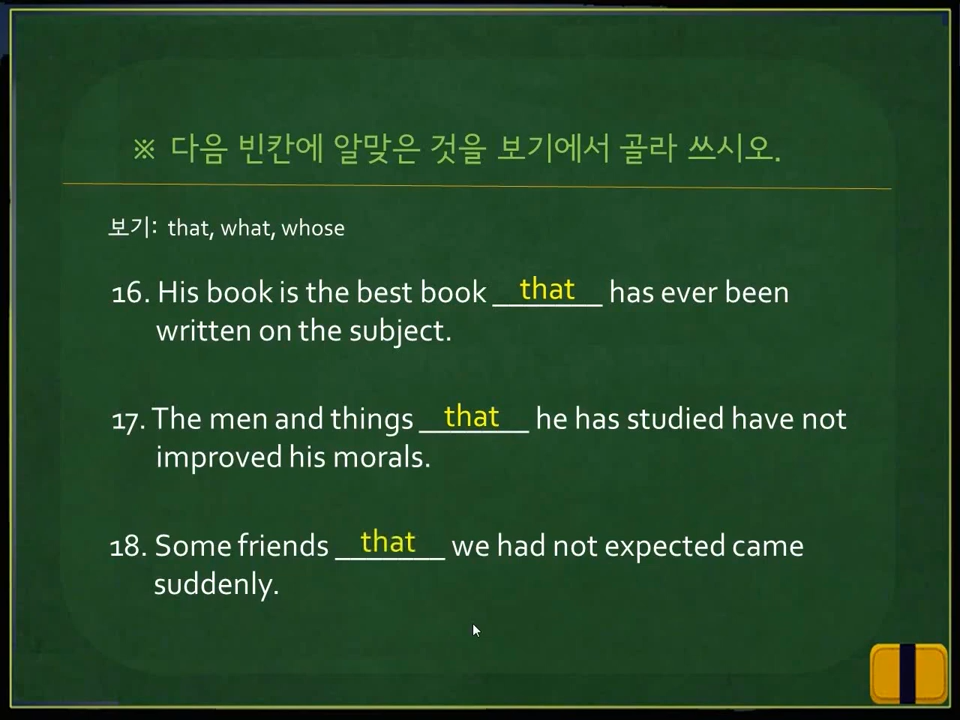 ※ 다음 빈칸에 알맞은 것을 보기에서 골라 쓰시오.
보기: that, what, whose
16. His book is the best book that has ever been
written on the subject.
17. The men and things that he has studied have not
improved his morals.
18. Some friends that we had not expected came
suddenly.